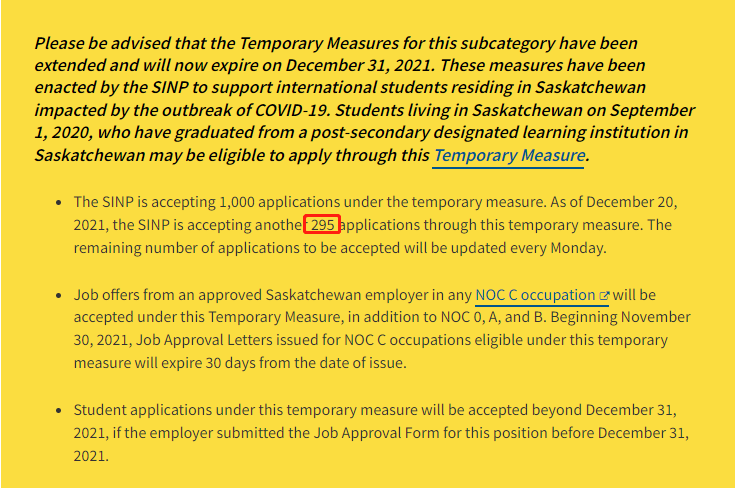 Please be advised that the Temporary Measures for this subcategory have been
extended and will now expire on December 31, 2021. These measures have been
enacted by the SINP to support international students residing in Saskatchewan
impacted by the outbreak of COVID-19. Students living in Saskatchewan on September
1, 2020, who have graduated from a post-secondary designated learning institution in
Saskatchewan may be eligible to apply through this Temporary Measure.
• The SINP is accepting 1,000 applications under the temporary measure. As of December 20,
2021, the SINP is accepting another 295 applications through this temporary measure. The
remaining number of applications to be accepted will be updated every Monday.
• Job offers from an approved Saskatchewan employer in any NOC C occupation will be
accepted under this Temporary Measure, in addition to NOC 0, A, and B. Beginning November
30, 2021, Job Approval Letters issued for NOC C occupations eligible under this temporary
measure will expire 30 days from the date of issue.
• Student applications under this temporary measure will be accepted beyond December 31,
2021, if the employer submitted the Job Approval Form for this position before December 31,
2021.